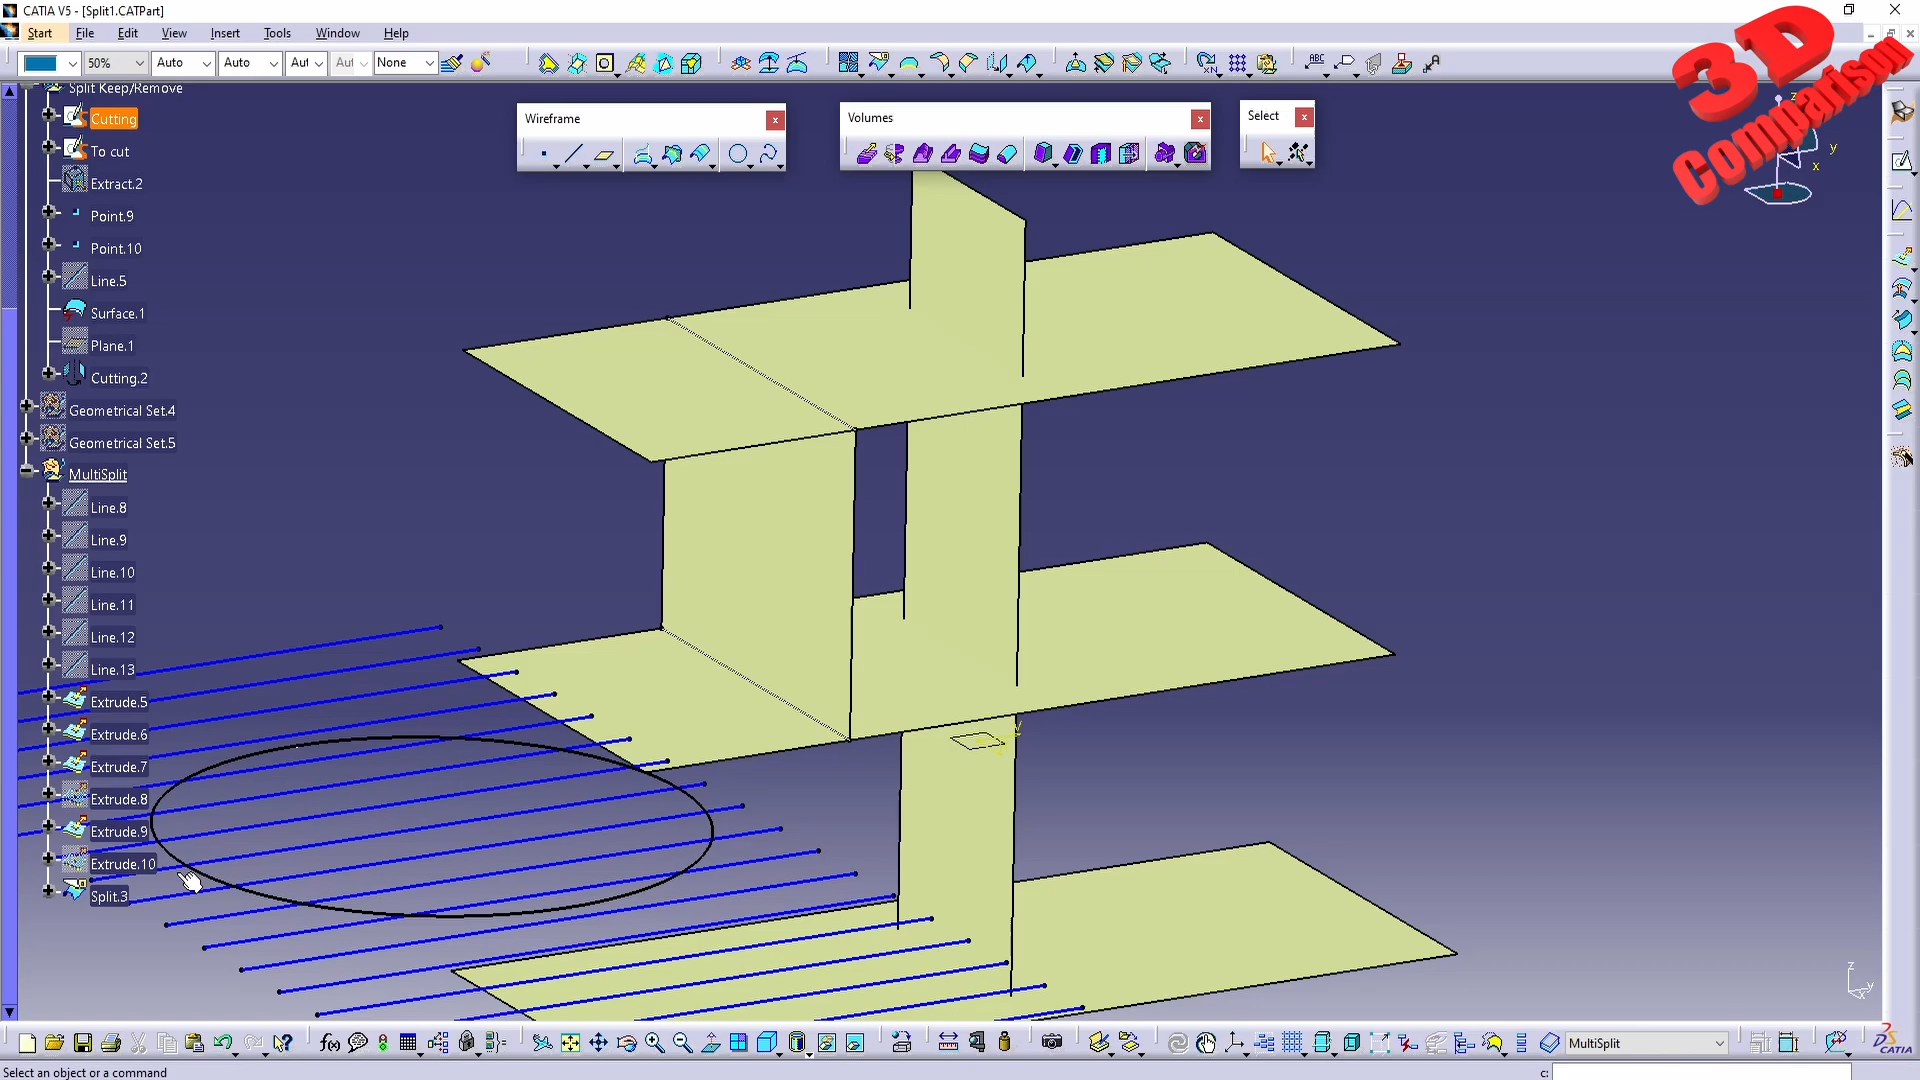 CATIA V5 - [Split1.CATPart]
Start File Edit View Insert Tools Window Help
50% Auto Auto Aut Aut None
3D
Comparison
Split Keep/Remove
Cutting
To cut
Extract.2
Point.9
Point.10
Line.5
Surface.1
Plane.1
Cutting.2
Geometrical Set.4
Geometrical Set.5
MultiSplit
Line.8
Line.9
Line.10
Line.11
Line.12
Line.13
Extrude.5
Extrude.6
Extrude.7
Extrude.8
Extrude.9
Extrude.10
Split.3
Wireframe
Volumes
Select
z
y
x
y
z
y
x
MultiSplit
CATIA
Select an object or a command
c: